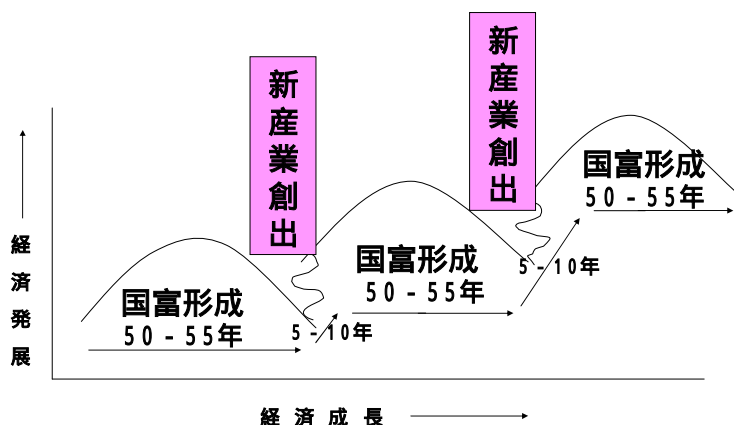 新産業創出
新産業創出
国富形成
50-55年
国富形成
50-55年
国富形成
50-55年
5-10年
5-10年
経済発展
経済成長